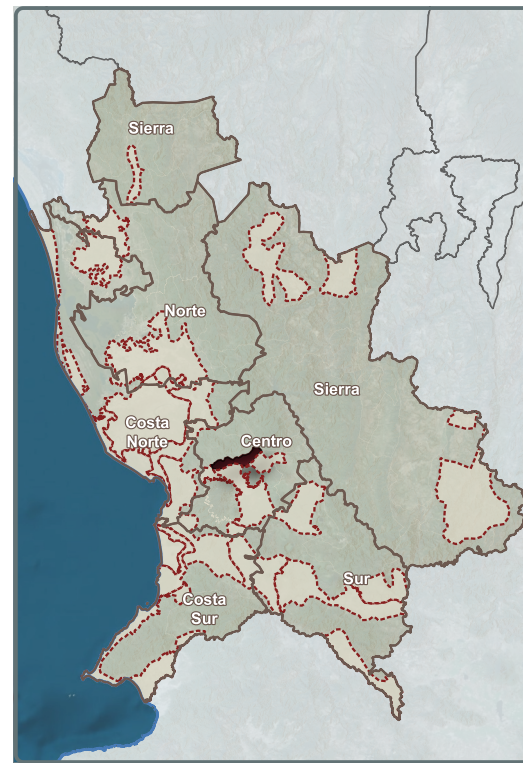 Sierra
Norte
Sierra
Costa
Norte
Centro
Sur
Costa
Sur